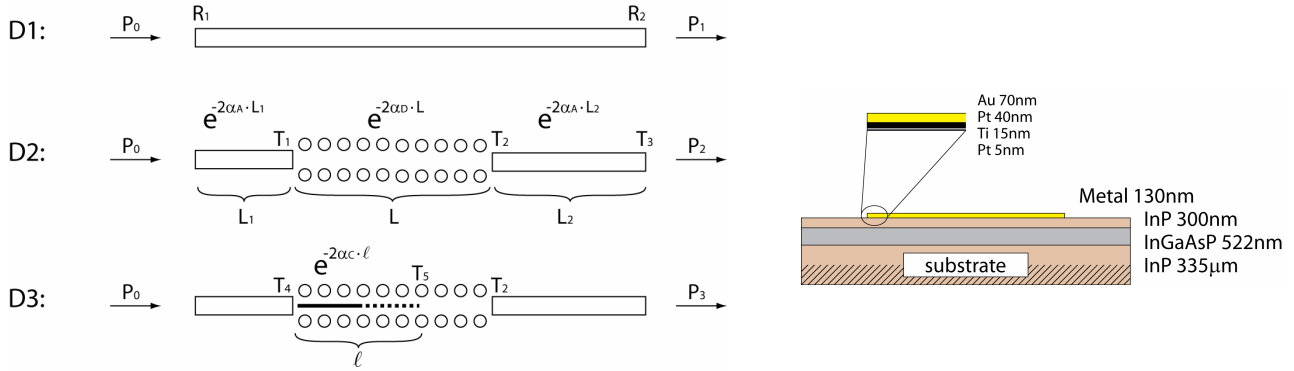 D1:
P0
R1
R2
P1
e-2αA·L1
e-2αD·L
e-2αA·L2
D2:
P0
T1
T2
T3
P2
L1
L
L2
e-2αC·ℓ
D3:
P0
T4
T5
T2
P3
ℓ
Au 70nm
Pt 40nm
Ti 15nm
Pt 5nm
Metal 130nm
InP 300nm
InGaAsP 522nm
InP 335μm
substrate